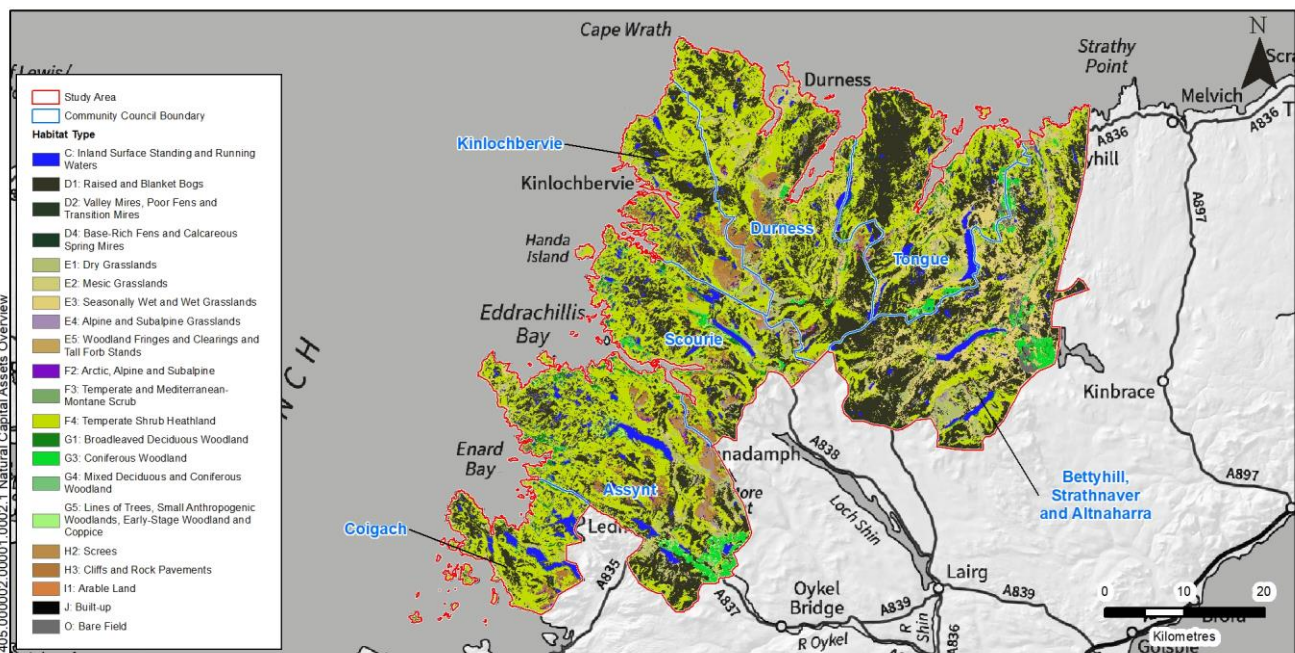 Cape Wrath
Strathy
Point
N
Durness
Melvich
A836
A836
Kinlochbervie
Kinlochbervie
A897
Handa
Island
Durness
Tongue
Eddrachillis
Bay
Scourie
Kinbrace
Enard
Bay
A838
Assynt
Loch Shin
A897
Bettyhill,
Strathnaver
and Altnaharra
Coigach
A835
A837
Lairg
Oykel
Bridge
A839
A839
R Oykel
R
Shin
A836
0 10 20
Kilometres
Study Area
Community Council Boundary
Habitat Type
C: Inland Surface Standing and Running
Waters
D1: Raised and Blanket Bogs
D2: Valley Mires, Poor Fens and
Transition Mires
D4: Base-Rich Fens and Calcareous
Spring Mires
E1: Dry Grasslands
E2: Mesic Grasslands
E3: Seasonally Wet and Wet Grasslands
E4: Alpine and Subalpine Grasslands
E5: Woodland Fringes and Clearings and
Tall Forb Stands
F2: Arctic, Alpine and Subalpine
F3: Temperate and Mediterranean-
Montane Scrub
F4: Temperate Shrub Heathland
G1: Broadleaved Deciduous Woodland
G3: Coniferous Woodland
G4: Mixed Deciduous and Coniferous
Woodland
G5: Lines of Trees, Small Anthropogenic
Woodlands, Early-Stage Woodland and
Coppice
H2: Screes
H3: Cliffs and Rock Pavements
I1: Arable Land
J: Built-up
O: Bare Field
405.000002.00001.0002.1 Natural Capital Assets Overview